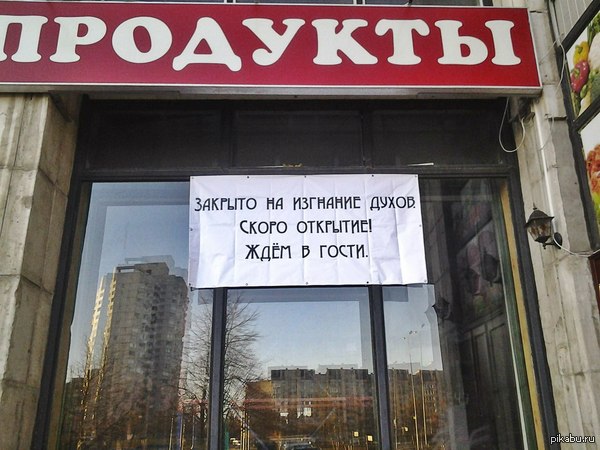 ПРОДУКТЫ
ЗАКРЫТО НА ИЗГНАНИЕ ДУХОВ
СКОРО ОТКРЫТИЕ!
ЖДЁМ В ГОСТИ.
pikabu.ru